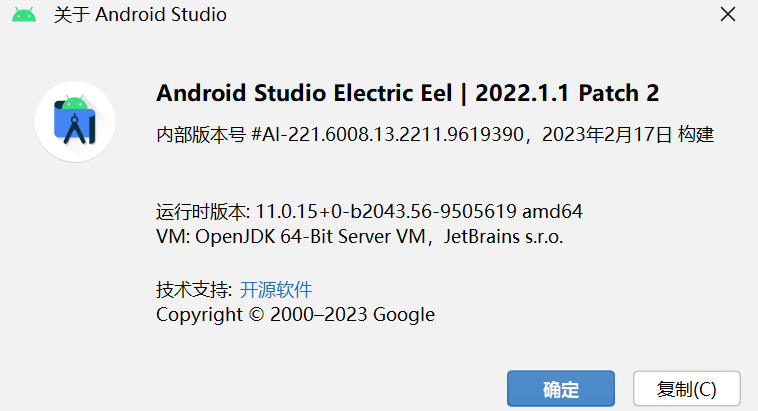 关于 Android Studio
Android Studio Electric Eel | 2022.1.1 Patch 2
内部版本号 #AI-221.6008.13.2211.9619390，2023年2月17日 构建
运行时版本: 11.0.15+0-b2043.56-9505619 amd64
VM: OpenJDK 64-Bit Server VM，JetBrains s.r.o.
技术支持: 开源软件
Copyright © 2000–2023 Google
确定
复制(C)